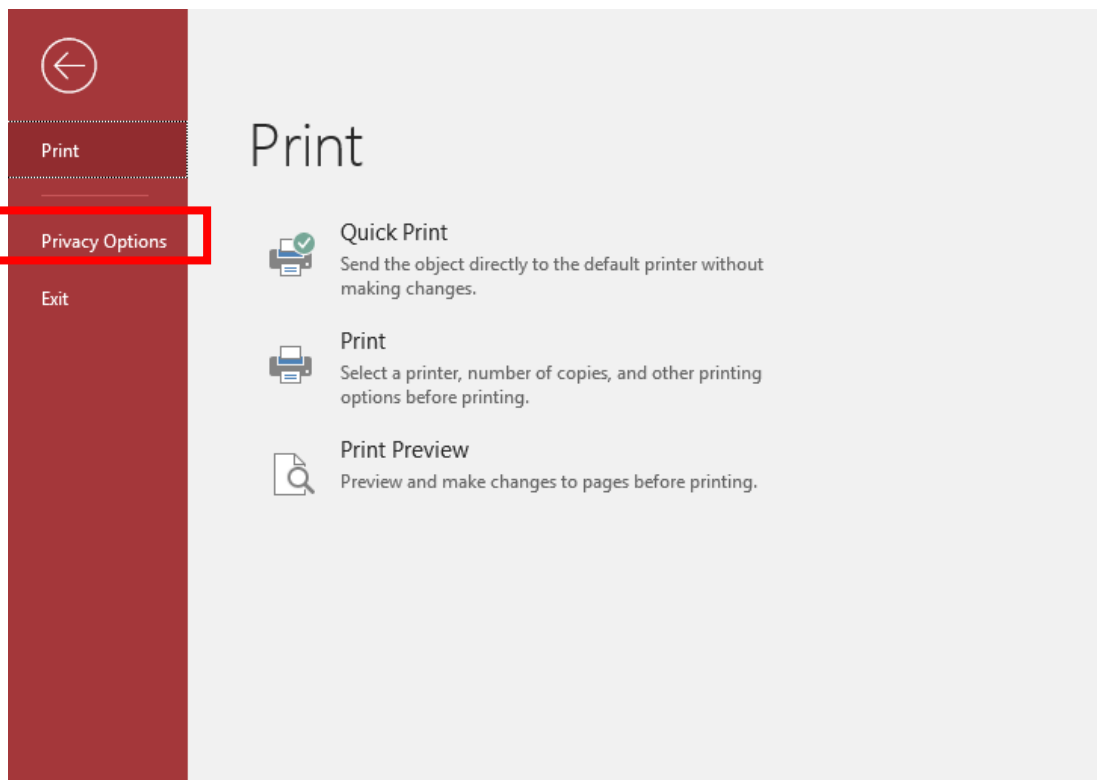 Print
Privacy Options
Exit
Print
Quick Print
Send the object directly to the default printer without
making changes.
Print
Select a printer, number of copies, and other printing
options before printing.
Print Preview
Preview and make changes to pages before printing.